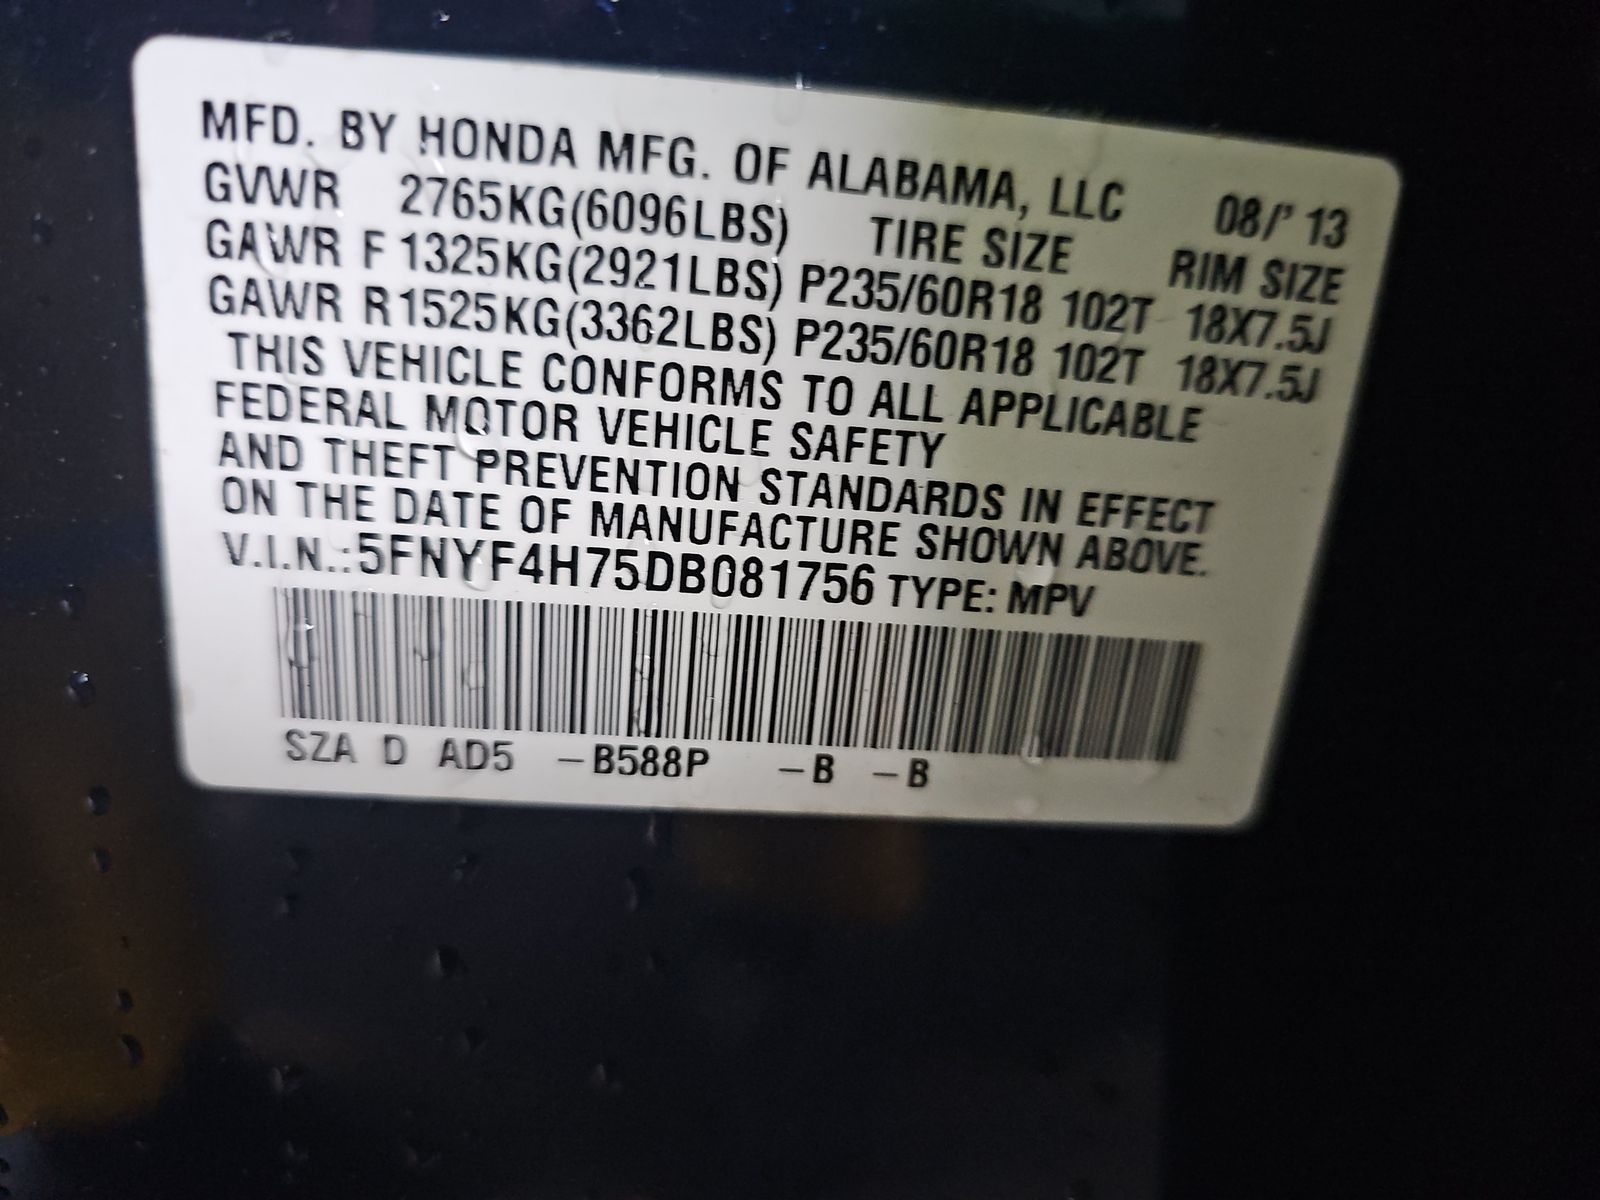 MFD. BY HONDA MFG. OF ALABAMA, LLC 08/' 13
GVWR 2765KG(6096LBS) TIRE SIZE RIM SIZE
GAWR F 1325KG(2921LBS) P235/60R18 102T 18X7.5J
GAWR R 1525KG(3362LBS) P235/60R18 102T 18X7.5J
THIS VEHICLE CONFORMS TO ALL APPLICABLE
FEDERAL MOTOR VEHICLE SAFETY
AND THEFT PREVENTION STANDARDS IN EFFECT
ON THE DATE OF MANUFACTURE SHOWN ABOVE.
V.I.N.:5FNYF4H75DB081756 TYPE: MPV
SZA D AD5 -B588P -B -B